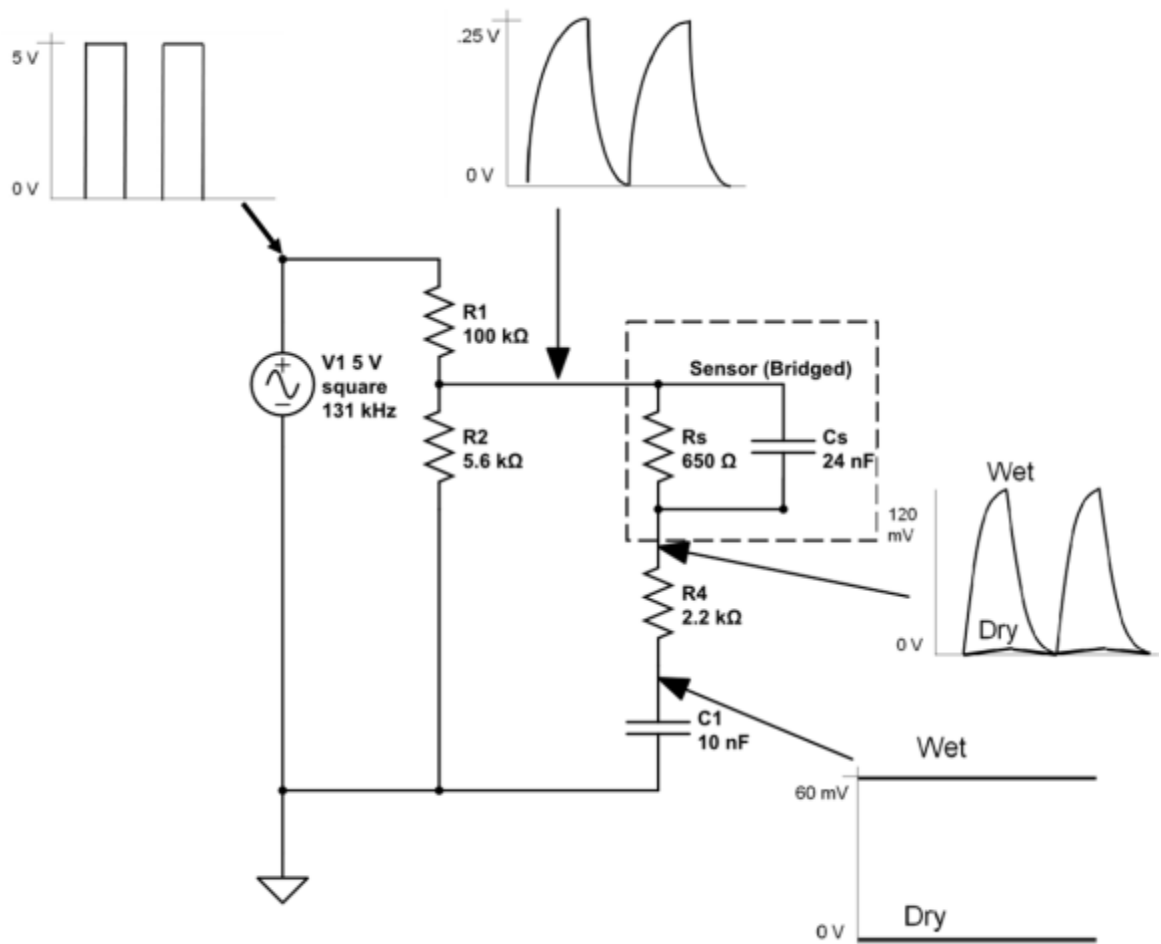 5 V
0 V
.25 V
0 V
R1
100 kΩ
V1 5 V
square
131 kHz
R2
5.6 kΩ
Sensor (Bridged)
Rs
650 Ω
Cs
24 nF
Wet
120
mV
Dry
0 V
R4
2.2 kΩ
C1
10 nF
Wet
60 mV
Dry
0 V